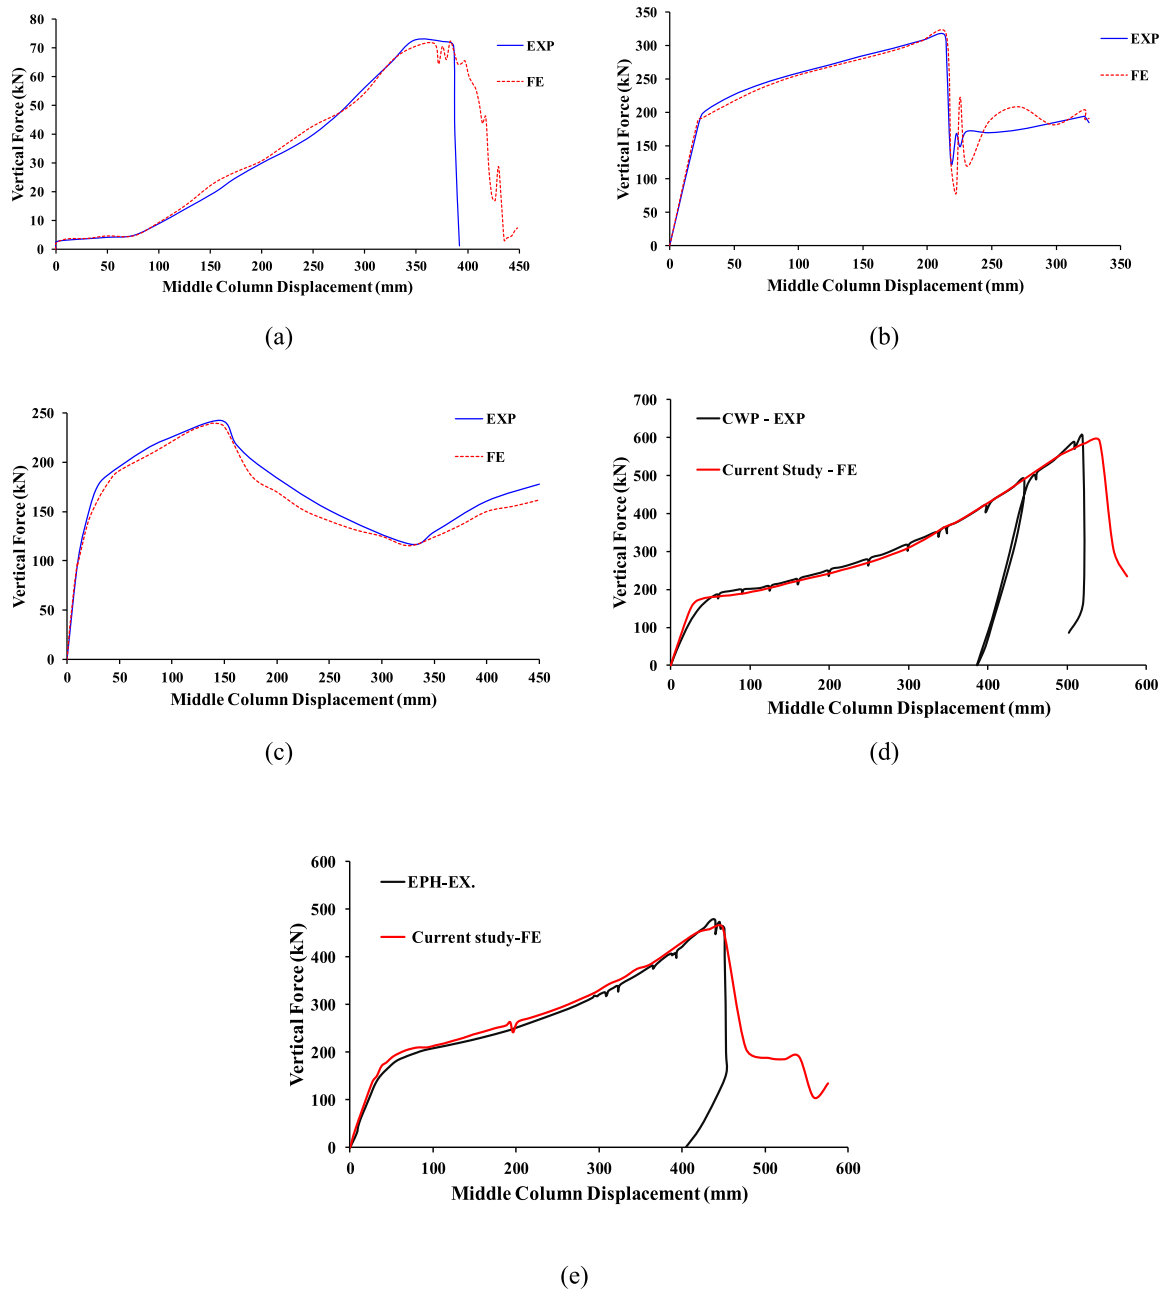 80
70
60
50
40
30
20
10
0
Vertical Force (kN)
0 50 100 150 200 250 300 350 400 450
Middle Column Displacement (mm)
EXP
FE
(a)
350
300
250
200
150
100
50
0
Vertical Force (kN)
0 50 100 150 200 250 300 350
Middle Column Displacement (mm)
EXP
FE
(b)
250
200
150
100
50
0
Vertical Force (kN)
0 50 100 150 200 250 300 350 400 450
Middle Column Displacement (mm)
EXP
FE
(c)
700
600
500
400
300
200
100
0
Vertical Force (kN)
0 100 200 300 400 500 600
Middle Column Displacement (mm)
CWP - EXP
Current Study - FE
(d)
600
500
400
300
200
100
0
Vertical Force (kN)
0 100 200 300 400 500 600
Middle Column Displacement (mm)
EPH-EX.
Current study-FE
(e)